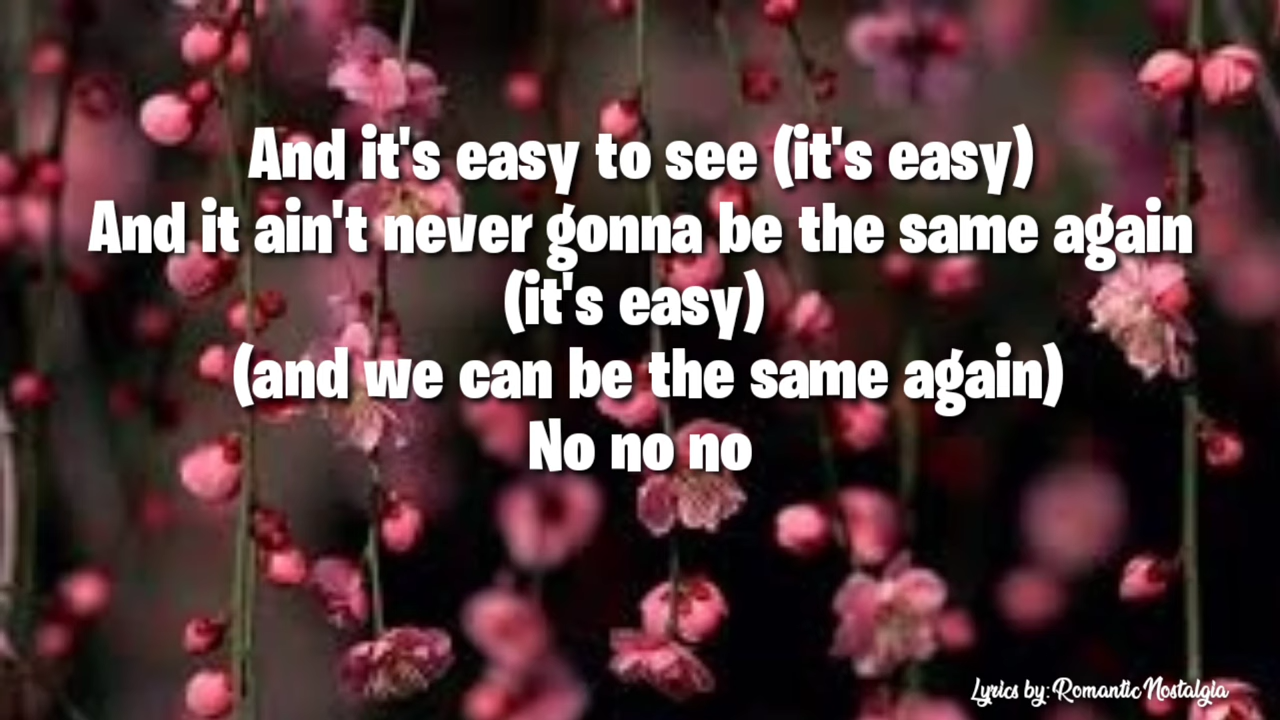 And it's easy to see (it's easy)
And it ain't never gonna be the same again
(it's easy)
(and we can be the same again)
No no no
Lyrics by: Romantic Nostalgia